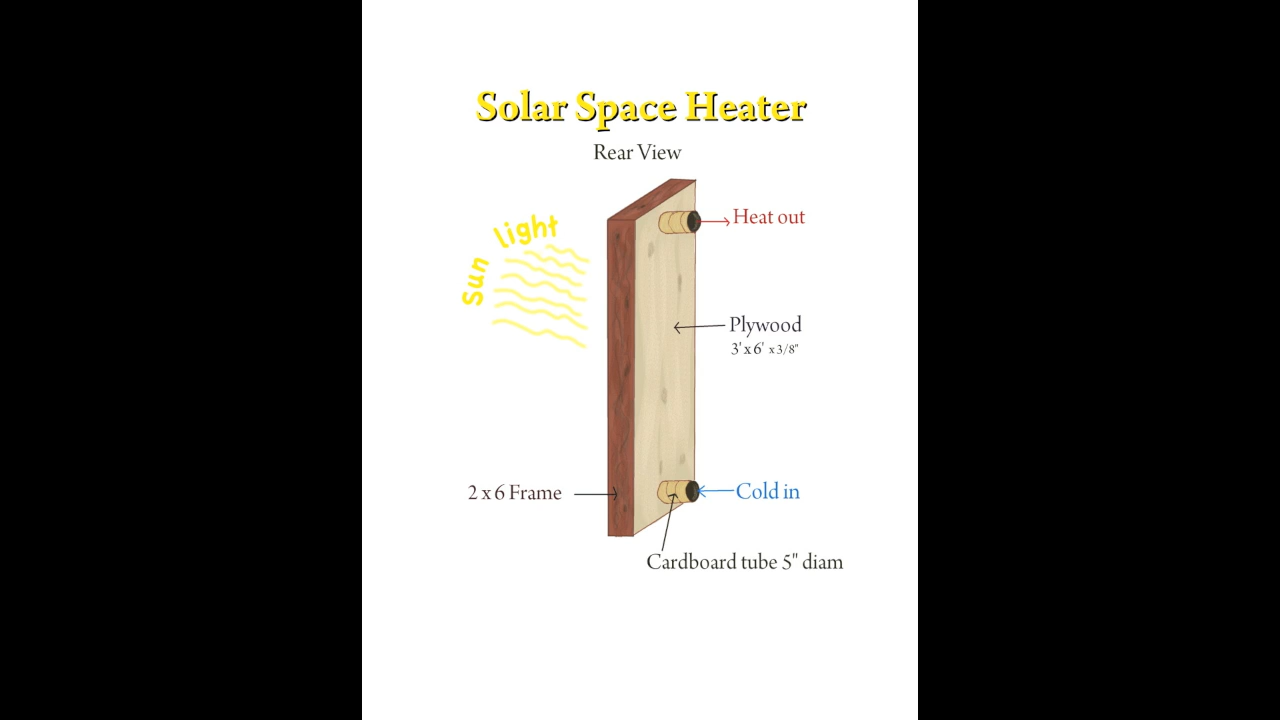 Solar Space Heater
Rear View
Sun light
Heat out
Plywood
3' x 6' x 3/8"
2 x 6 Frame
Cold in
Cardboard tube 5" diam